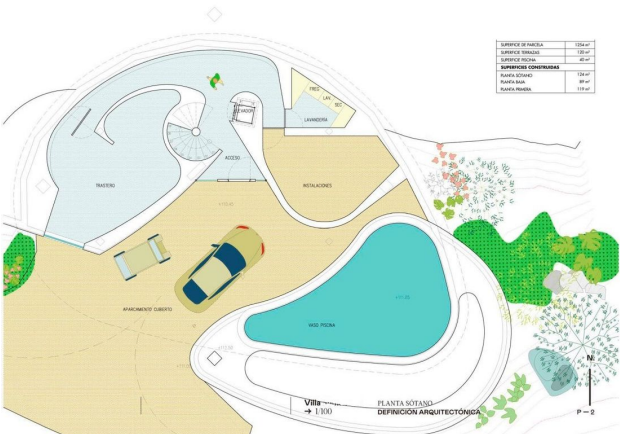 SUPERFICIE DE PARCELA 1254 m²
SUPERFICIE TERRAZAS 130 m²
SUPERFICIE PISCINA 40 m²
SUPERFICIES CONSTRUIDAS
PLANTA SÓTANO 124 m²
PLANTA BAJA 89 m²
PLANTA PRIMERA 119 m²
FREG
LAV
SEC
ELEVADOR
LAVANDERÍA
ACCESO
TRASTERO
INSTALACIONES
APARCAMIENTO CUBIERTO
VASO PISCINA
Villa
→ 1/100
PLANTA SÓTANO
DEFINICIÓN ARQUITECTÓNICA
N
P — 2